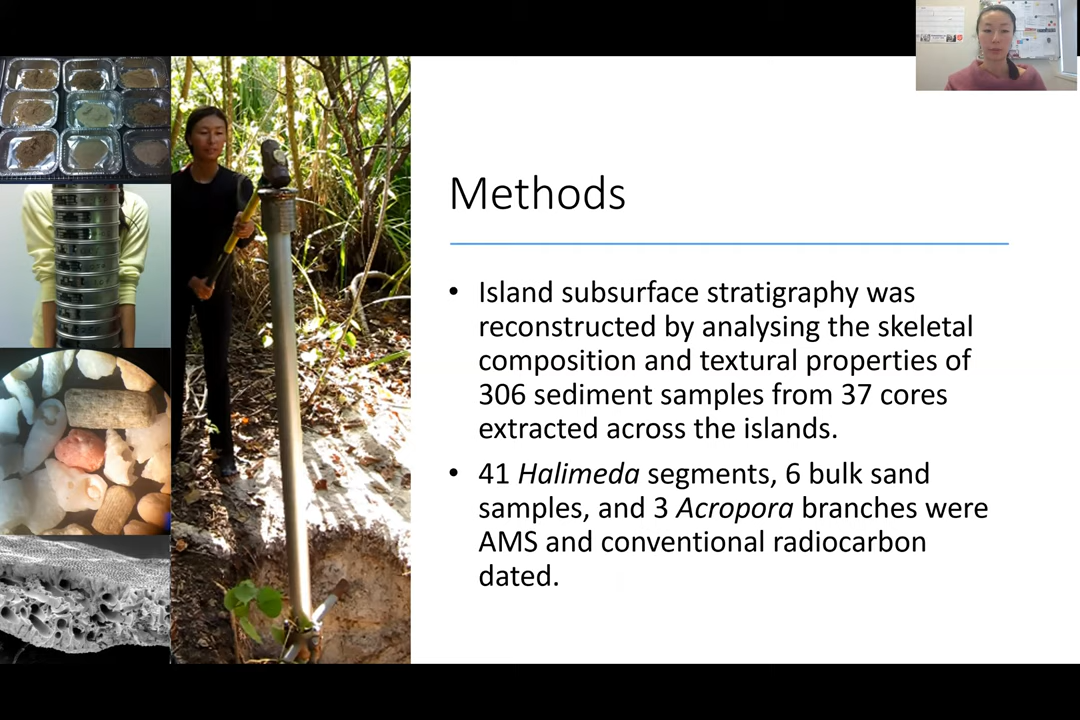 Methods
• Island subsurface stratigraphy was
reconstructed by analysing the skeletal
composition and textural properties of
306 sediment samples from 37 cores
extracted across the islands.
• 41 Halimeda segments, 6 bulk sand
samples, and 3 Acropora branches were
AMS and conventional radiocarbon
dated.